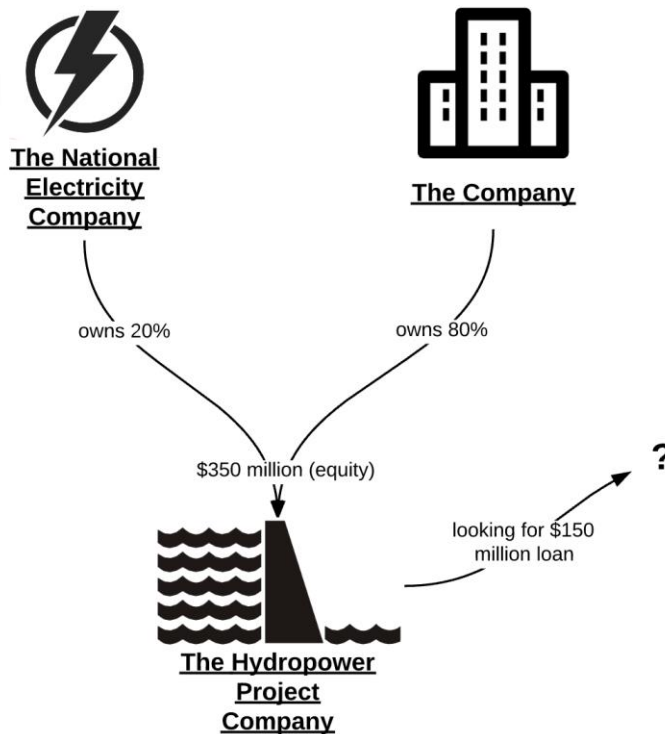 The National
Electricity
Company
The Company
owns 20%
owns 80%
$350 million (equity)
?
looking for $150
million loan
The Hydropower
Project
Company